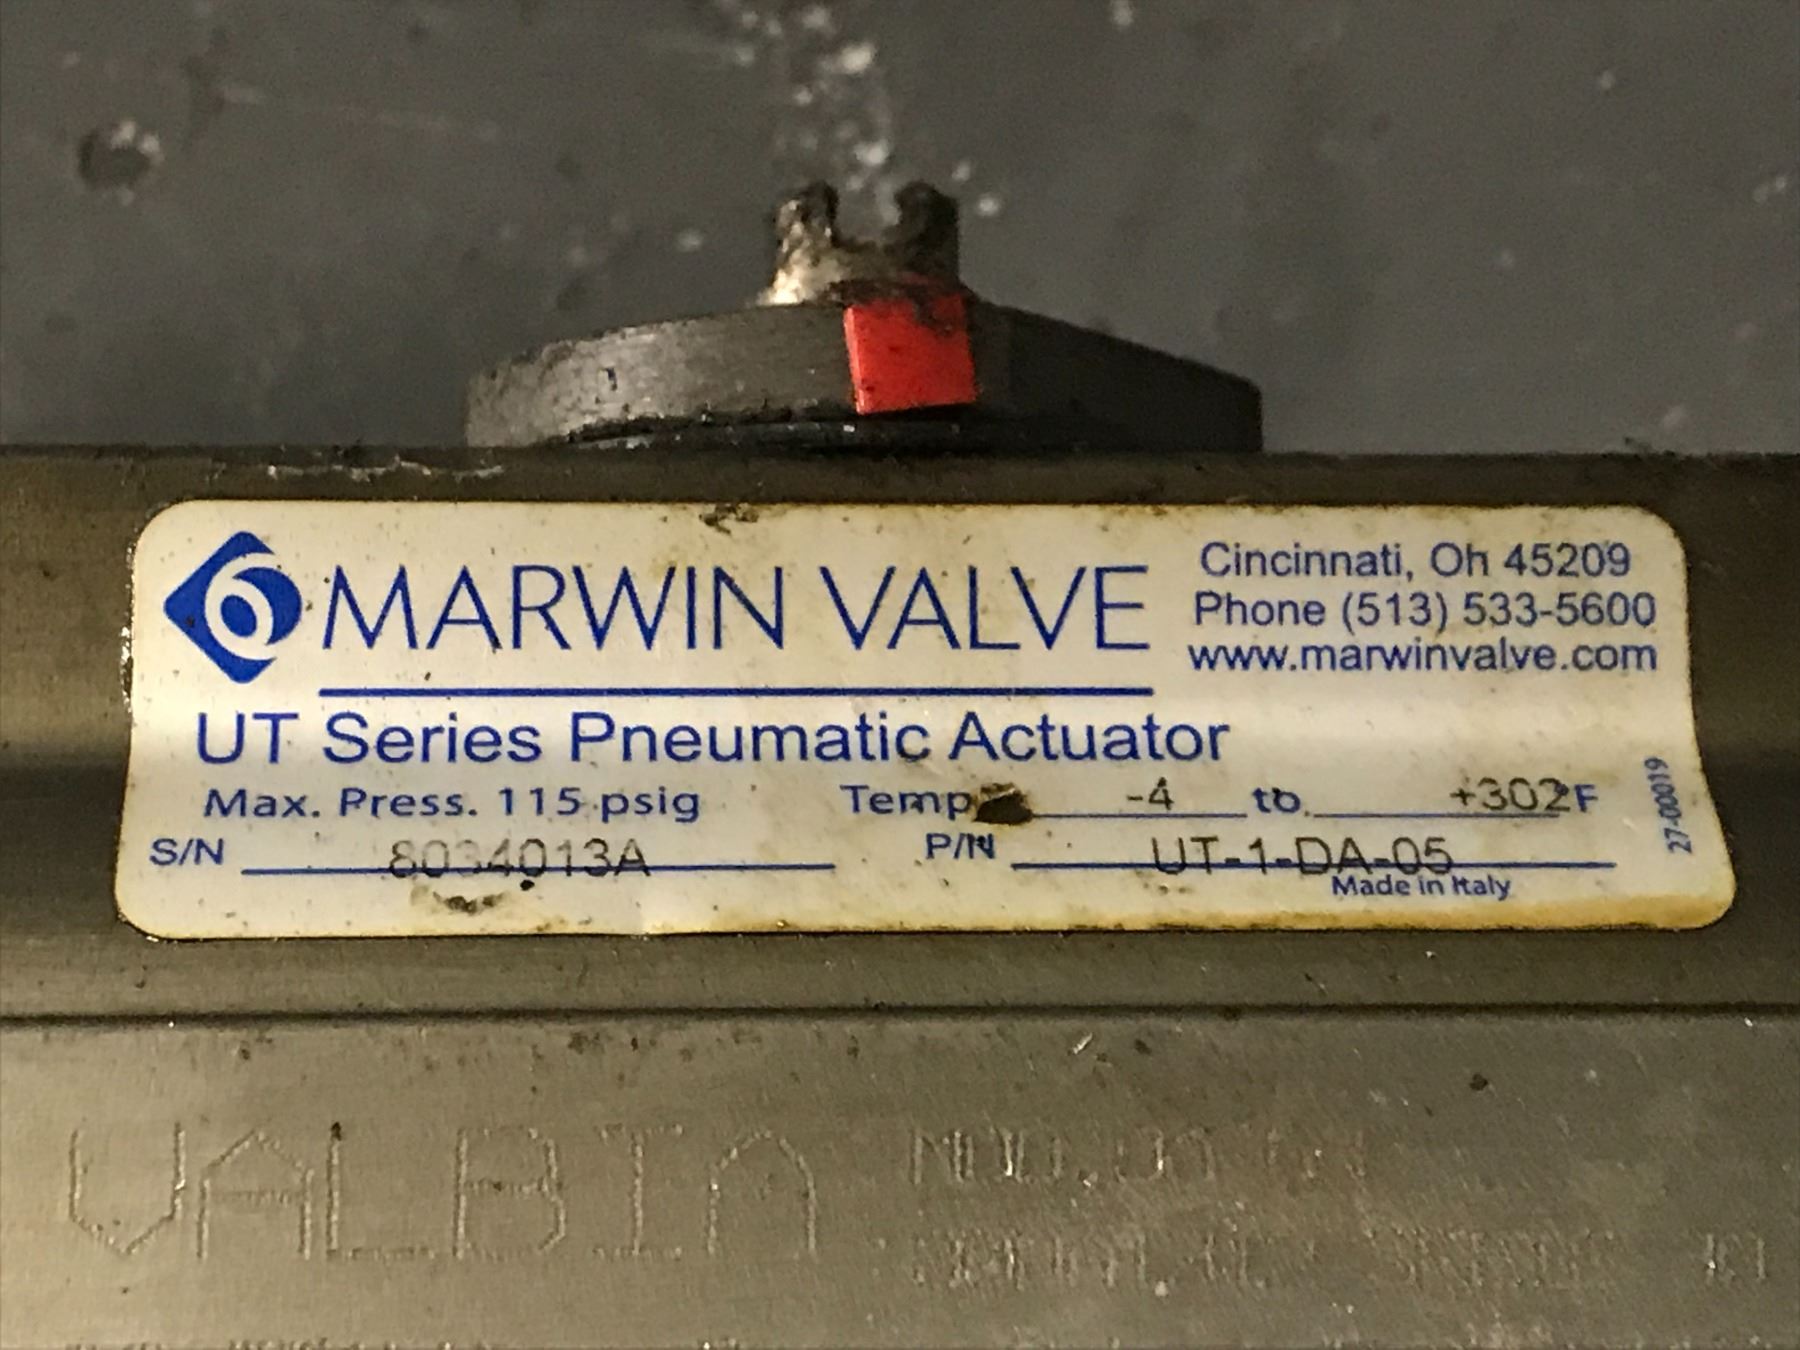 MARWIN VALVE
Cincinnati, Oh 45209
Phone (513) 533-5600
www.marwinvalve.com
UT Series Pneumatic Actuator
Max. Press. 115 psig Temp -4 to +302F
S/N 8034013A P/N UT-1-DA-05
Made in Italy
27-00019
VALBIA